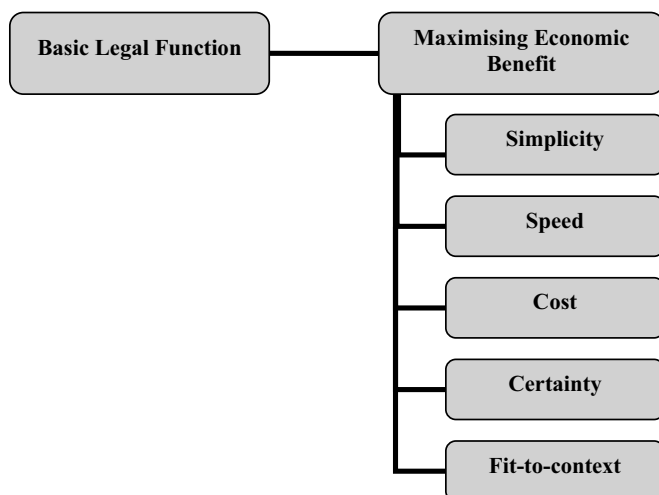 Basic Legal Function
Maximising Economic
Benefit
Simplicity
Speed
Cost
Certainty
Fit-to-context